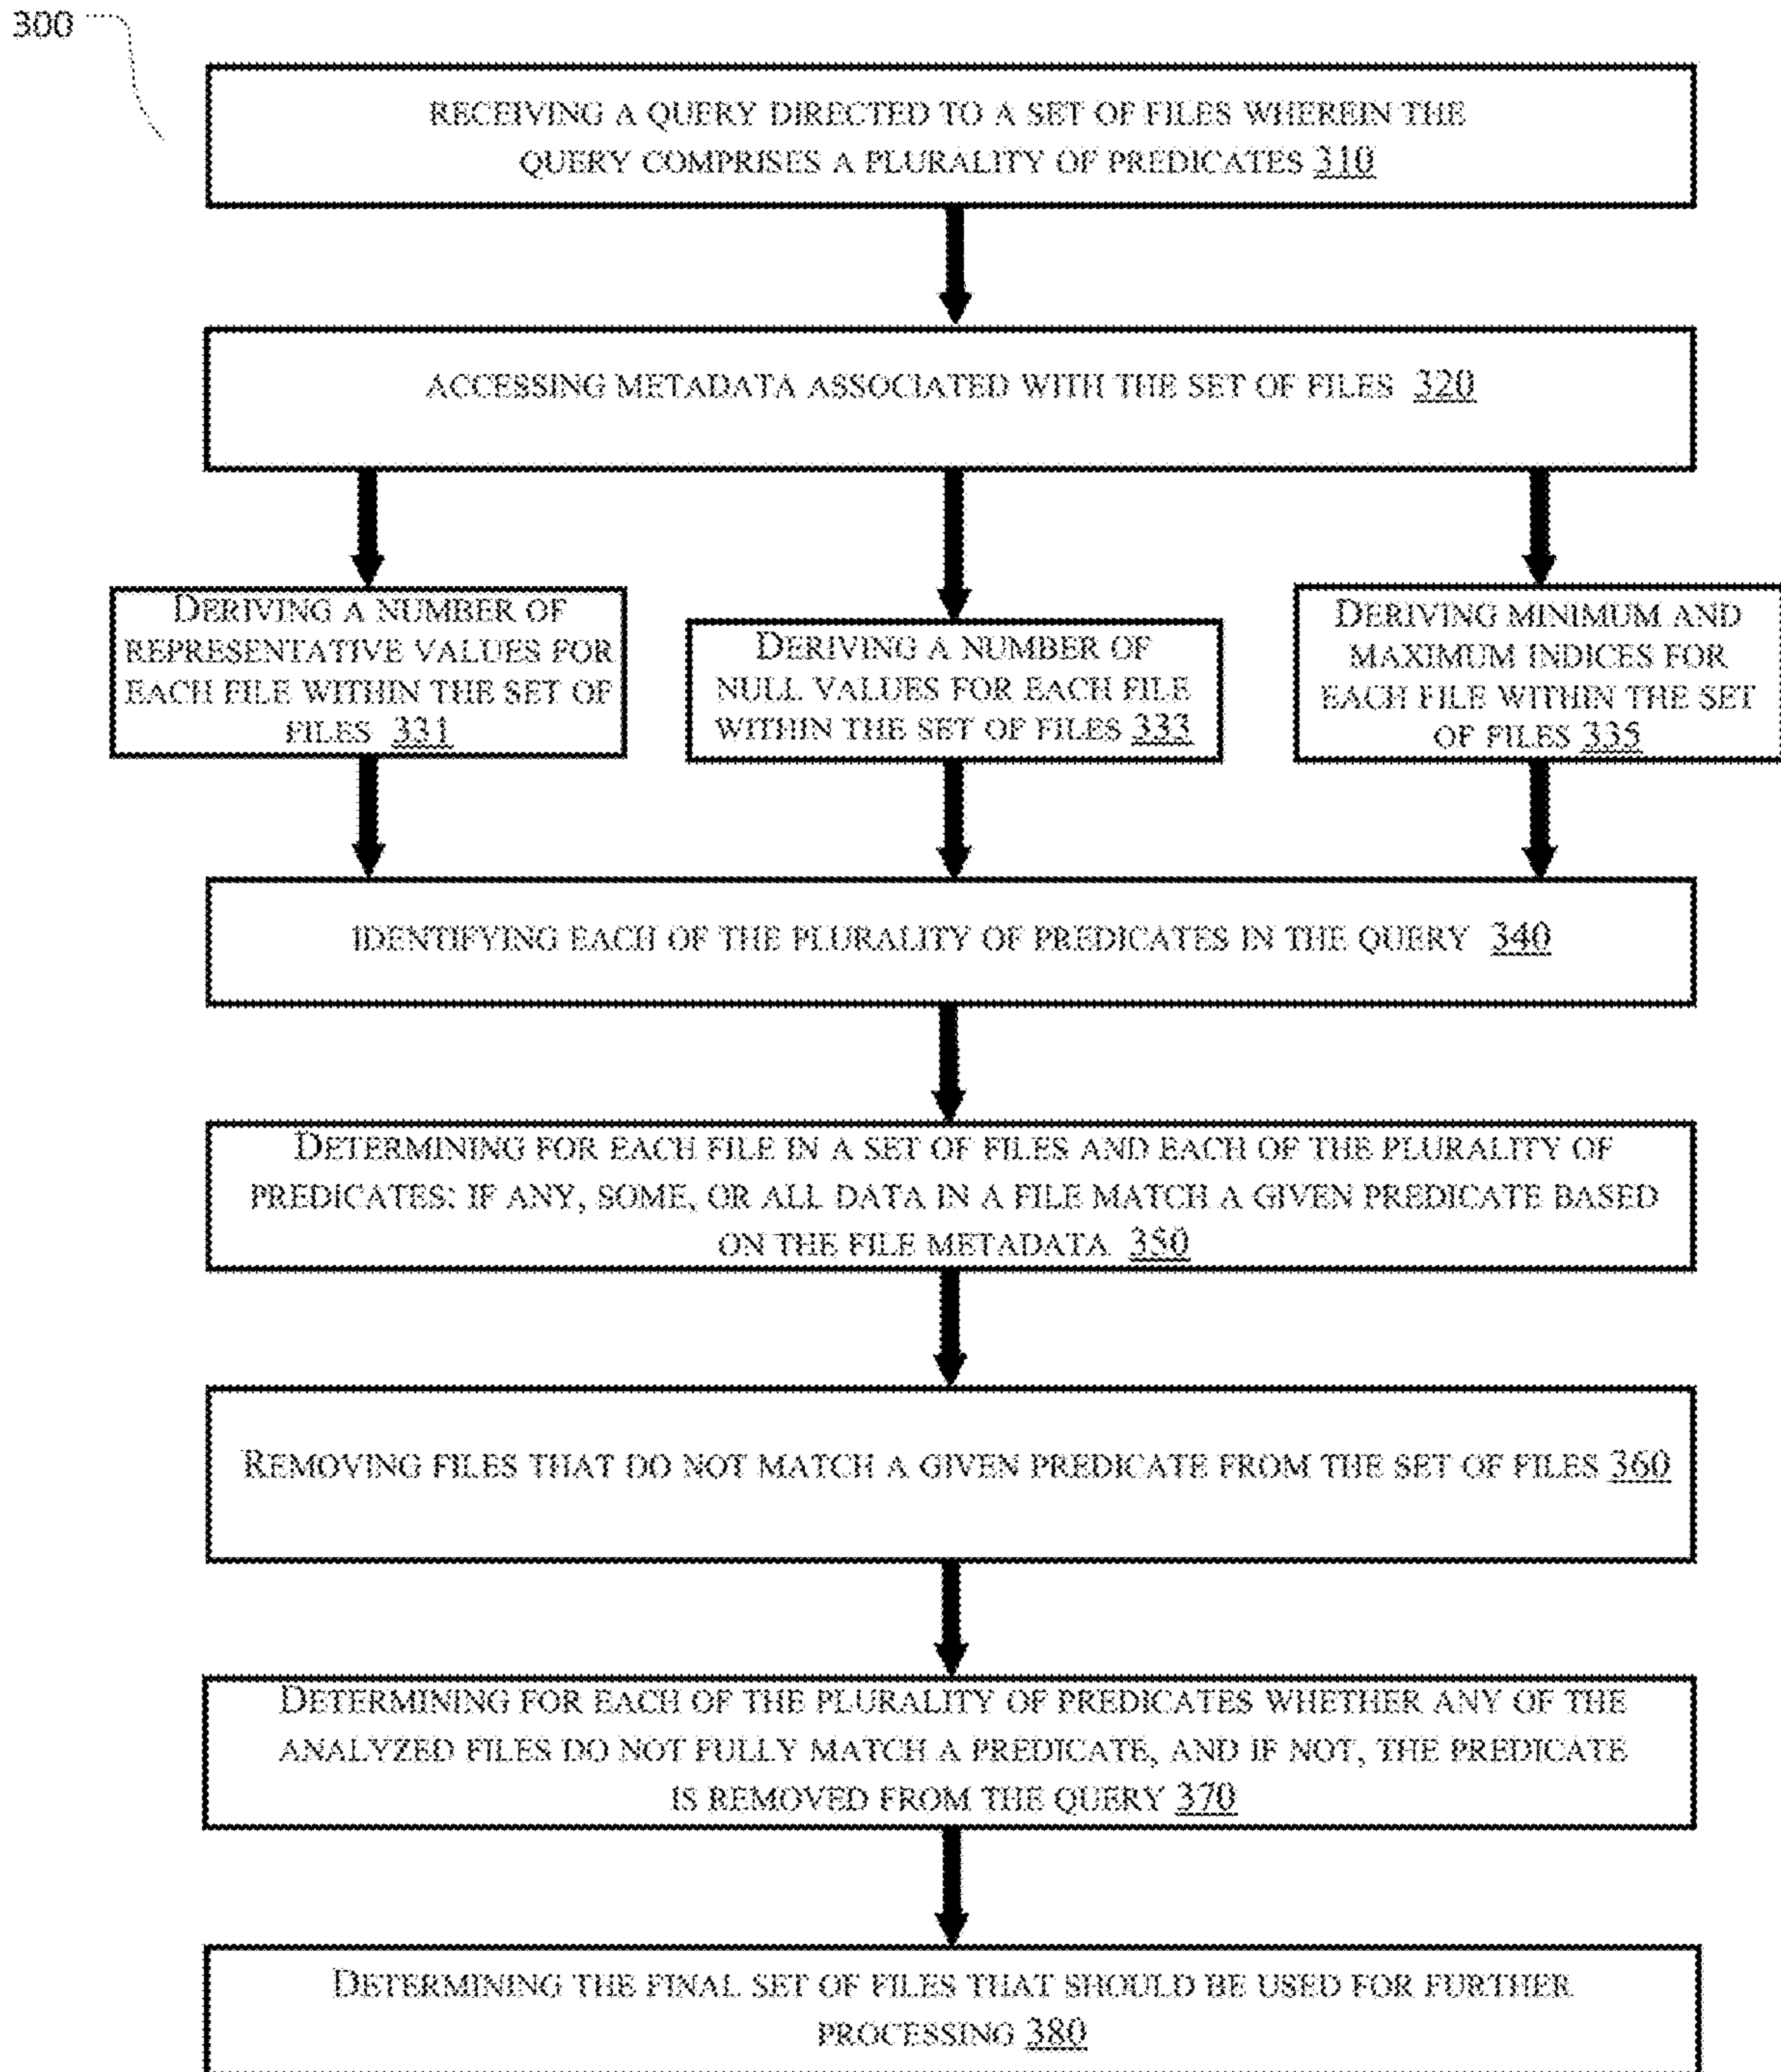 300
RECEIVING A QUERY DIRECTED TO A SET OF FILES WHEREIN THE
QUERY COMPRISES A PLURALITY OF PREDICATES 310
ACCESSING METADATA ASSOCIATED WITH THE SET OF FILES 320
DERIVING A NUMBER OF
REPRESENTATIVE VALUES FOR
EACH FILE WITHIN THE SET OF
FILES 331
DERIVING A NUMBER OF
NULL VALUES FOR EACH FILE
WITHIN THE SET OF FILES 333
DERIVING MINIMUM AND
MAXIMUM INDICES FOR
EACH FILE WITHIN THE SET
OF FILES 335
IDENTIFYING EACH OF THE PLURALITY OF PREDICATES IN THE QUERY 340
DETERMINING FOR EACH FILE IN A SET OF FILES AND EACH OF THE PLURALITY OF
PREDICATES: IF ANY, SOME, OR ALL DATA IN A FILE MATCH A GIVEN PREDICATE BASED
ON THE FILE METADATA 350
REMOVING FILES THAT DO NOT MATCH A GIVEN PREDICATE FROM THE SET OF FILES 360
DETERMINING FOR EACH OF THE PLURALITY OF PREDICATES WHETHER ANY OF THE
ANALYZED FILES DO NOT FULLY MATCH A PREDICATE, AND IF NOT, THE PREDICATE
IS REMOVED FROM THE QUERY 370
DETERMINING THE FINAL SET OF FILES THAT SHOULD BE USED FOR FURTHER
PROCESSING 380